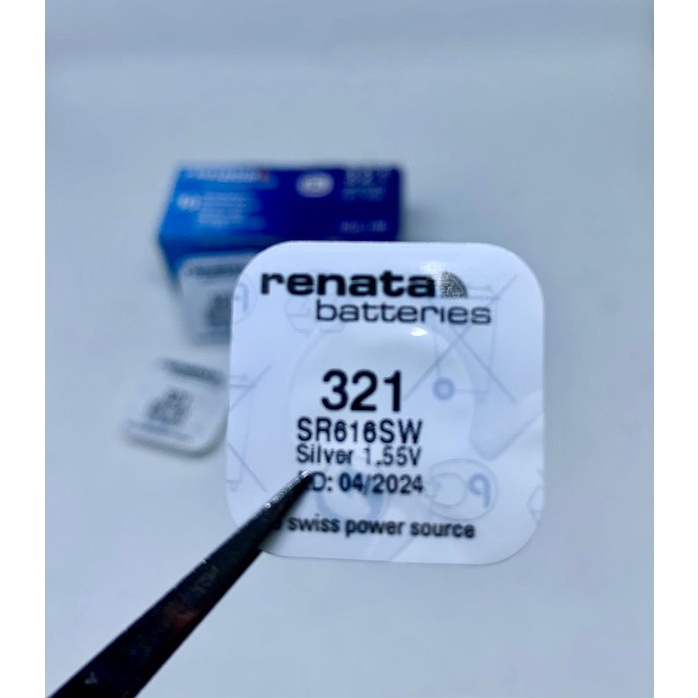 renata
batteries
321
SR616SW
Silver 1,55V
D: 04/2024
swiss power source